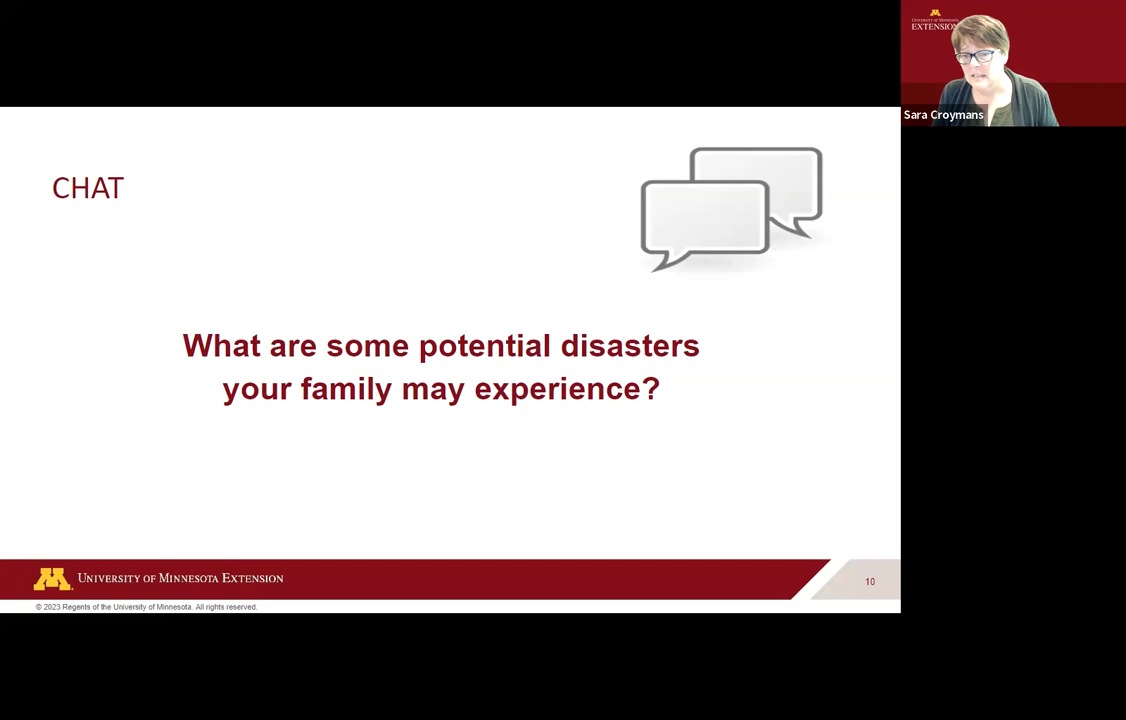 UNIVERSITY OF MINNESOTA
EXTENSION
Sara Croymans
CHAT
What are some potential disasters
your family may experience?
UNIVERSITY OF MINNESOTA EXTENSION
10
© 2023 Regents of the University of Minnesota. All rights reserved.